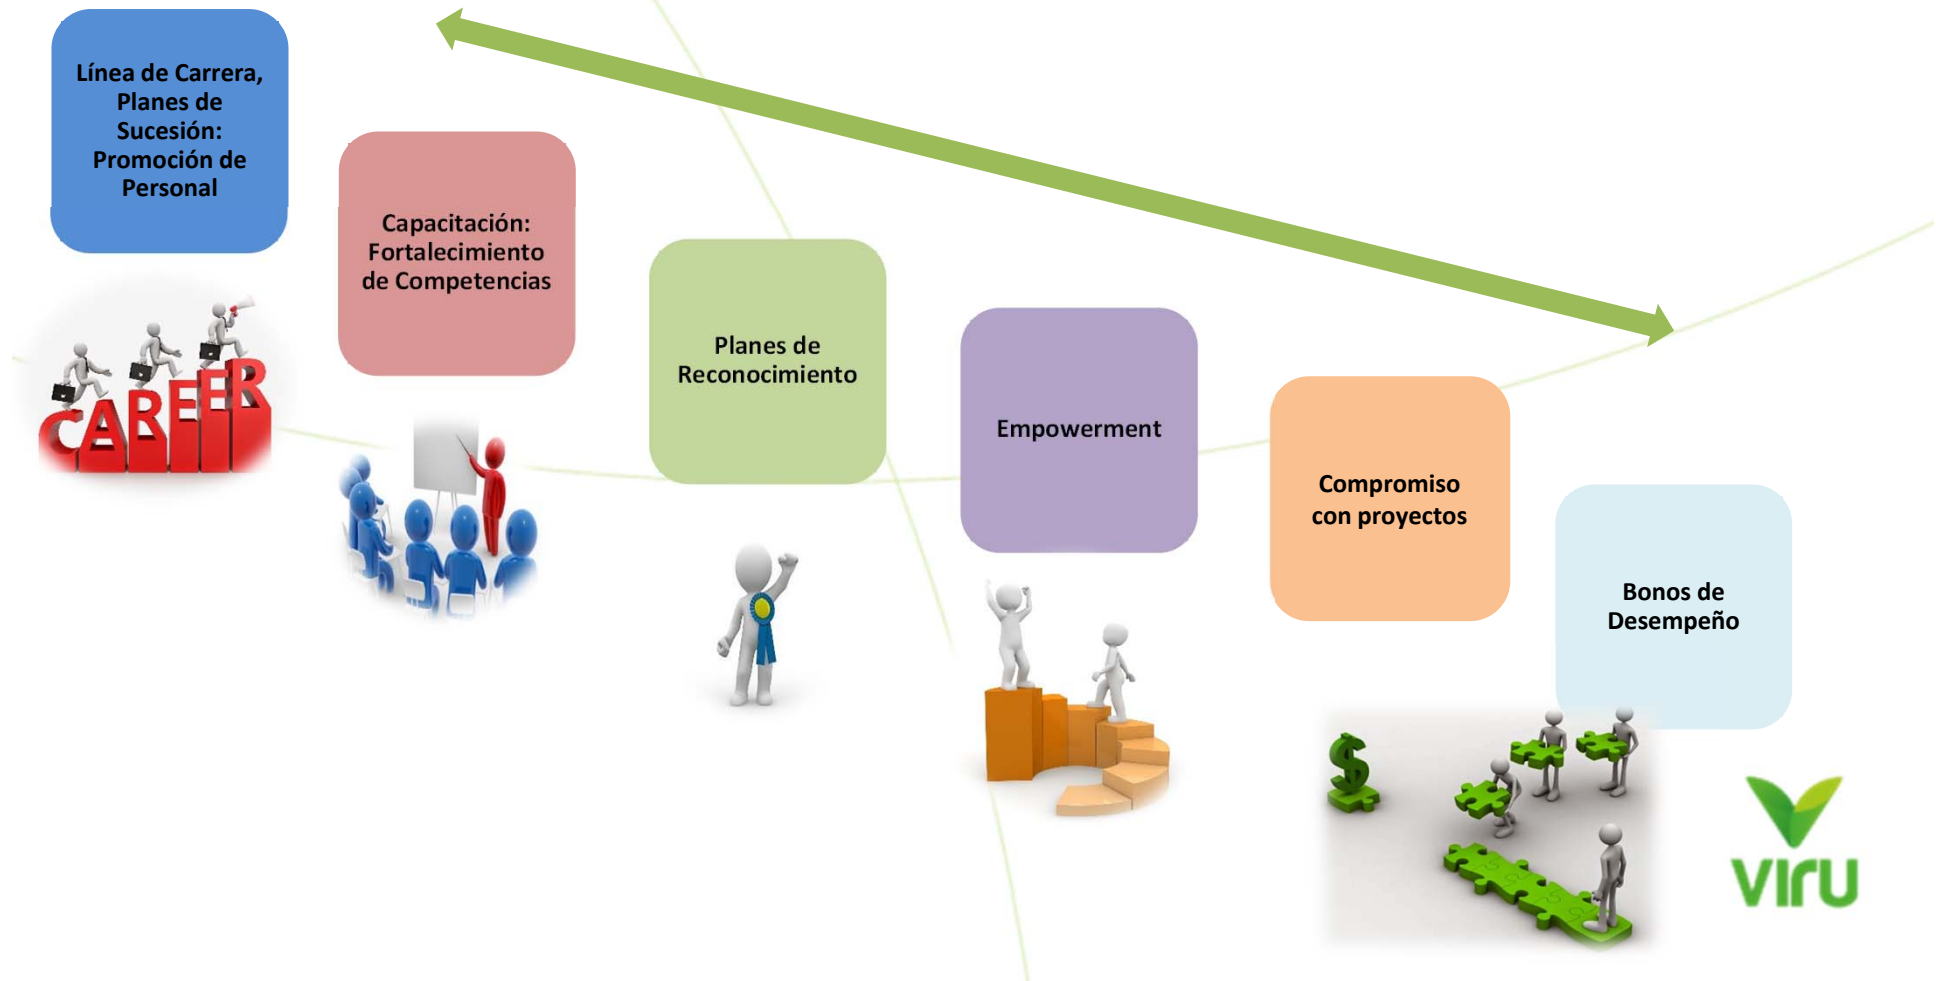 Línea de Carrera,
Planes de
Sucesión:
Promoción de
Personal
Capacitación:
Fortalecimiento
de Competencias
Planes de
Reconocimiento
Empowerment
Compromiso
con proyectos
Bonos de
Desempeño
CAREER
$
VIru